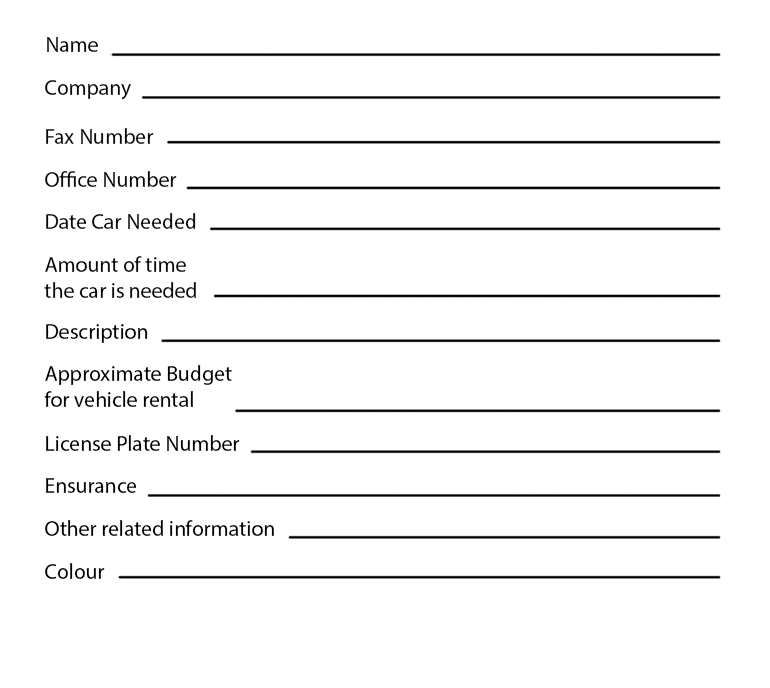 Name
Company
Fax Number
Office Number
Date Car Needed
Amount of time
the car is needed
Description
Approximate Budget
for vehicle rental
License Plate Number
Ensurance
Other related information
Colour